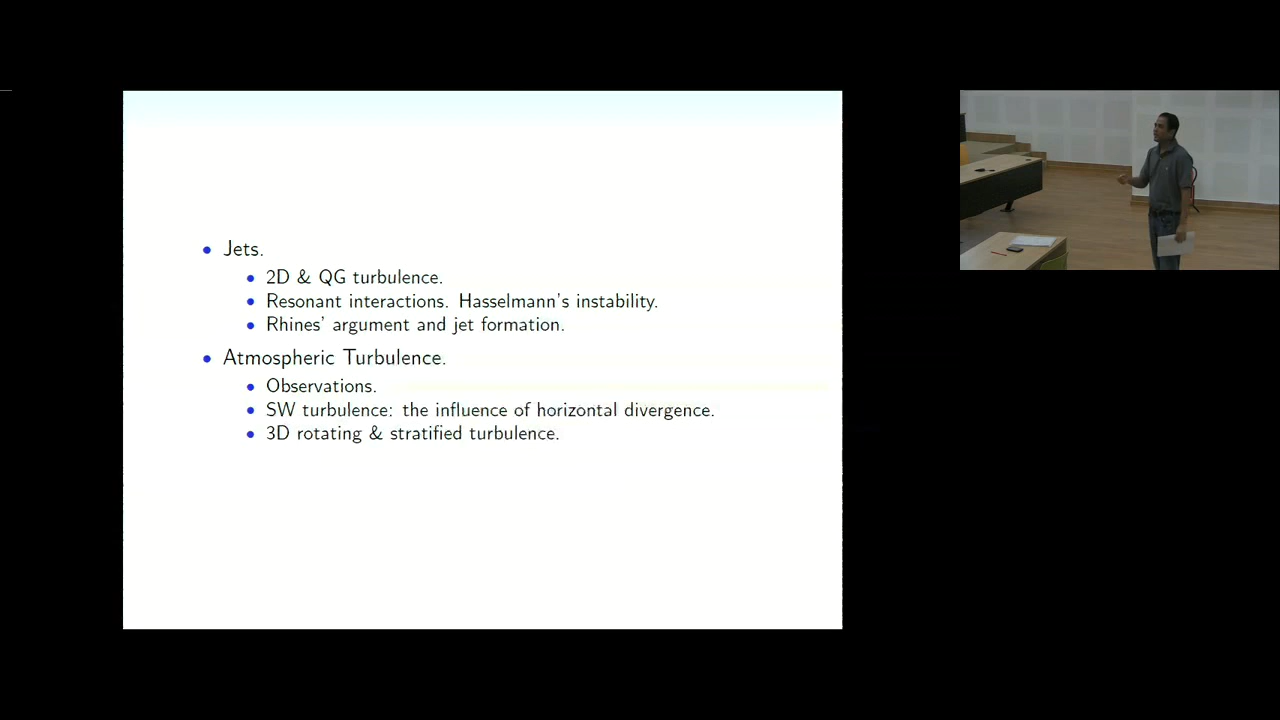 Jets.
2D & QG turbulence.
Resonant interactions. Hasselmann's instability.
Rhines' argument and jet formation.
Atmospheric Turbulence.
Observations.
SW turbulence: the influence of horizontal divergence.
3D rotating & stratified turbulence.